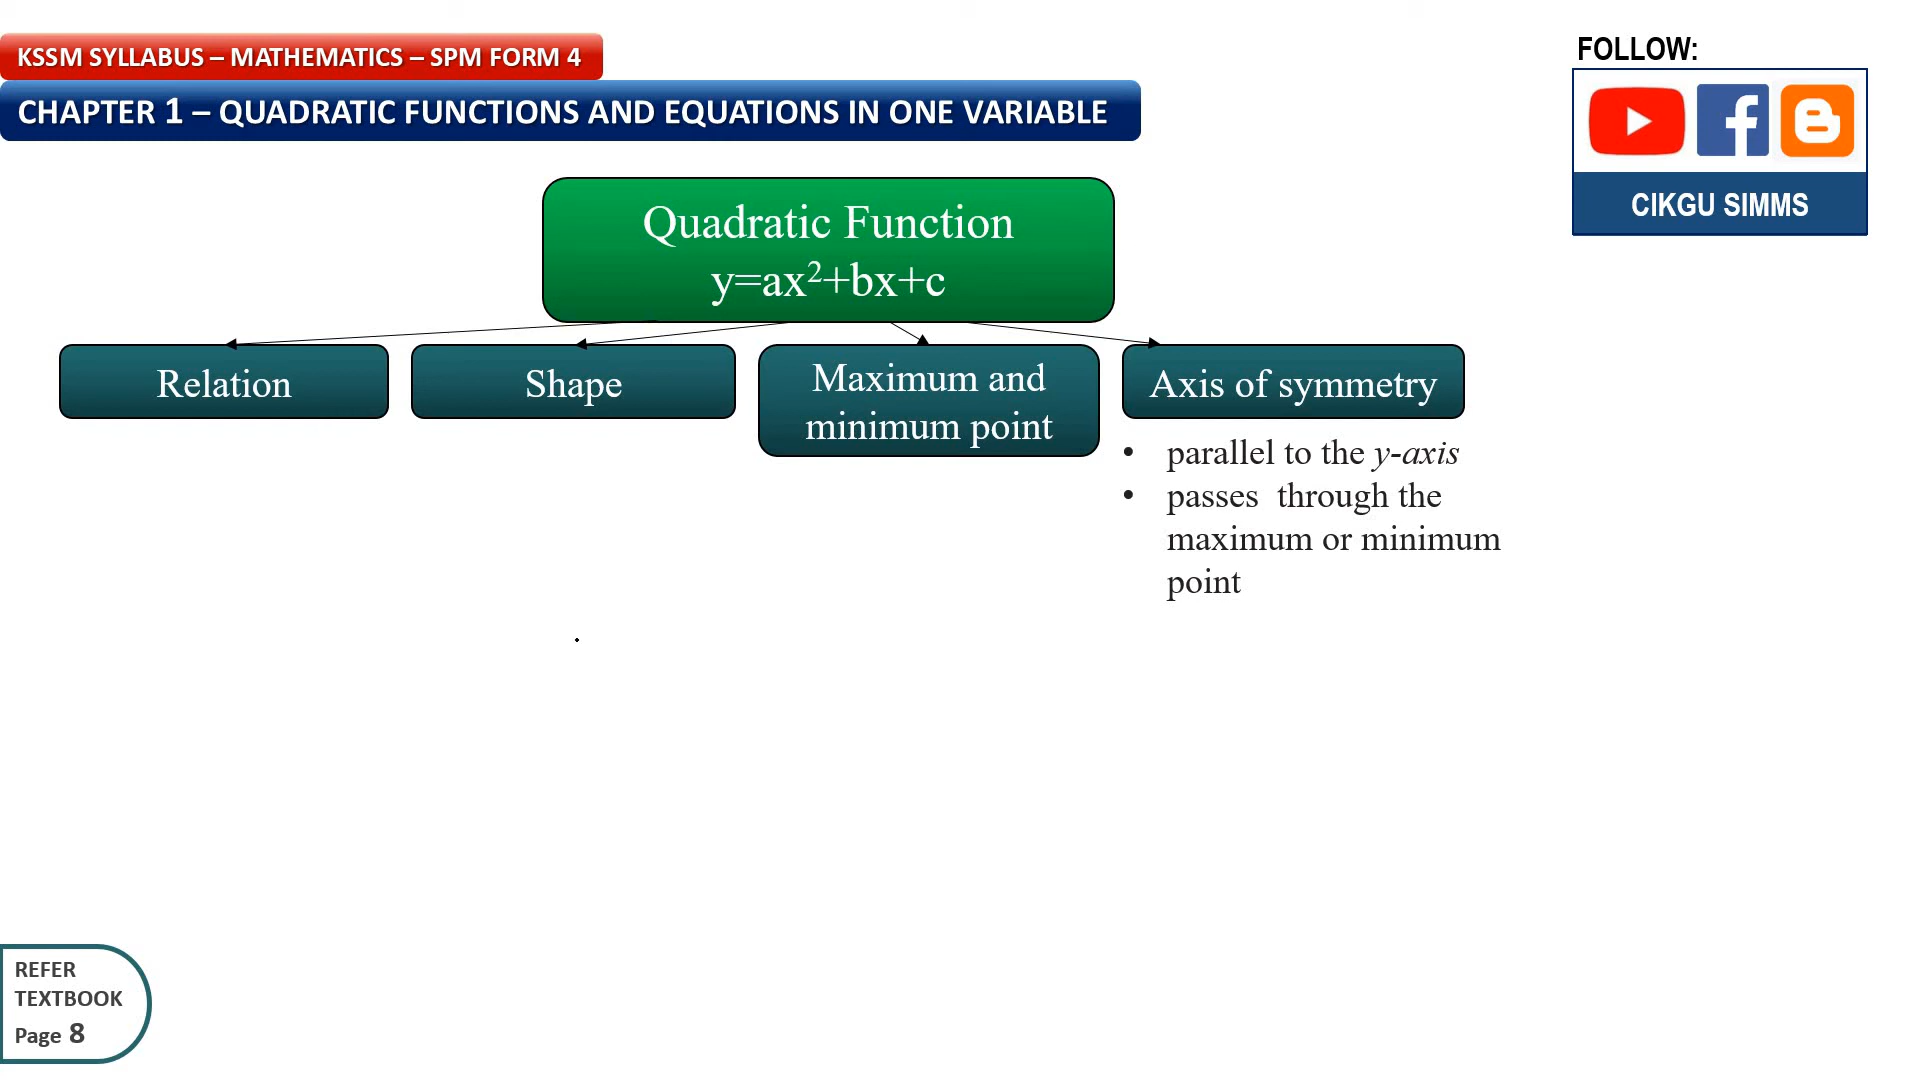 KSSM SYLLABUS – MATHEMATICS – SPM FORM 4
FOLLOW:
CHAPTER 1 – QUADRATIC FUNCTIONS AND EQUATIONS IN ONE VARIABLE
CIKGU SIMMS
Quadratic Function
y=ax²+bx+c
Relation
Shape
Maximum and
minimum point
Axis of symmetry
• parallel to the y-axis
• passes through the
maximum or minimum
point
REFER
TEXTBOOK
Page 8